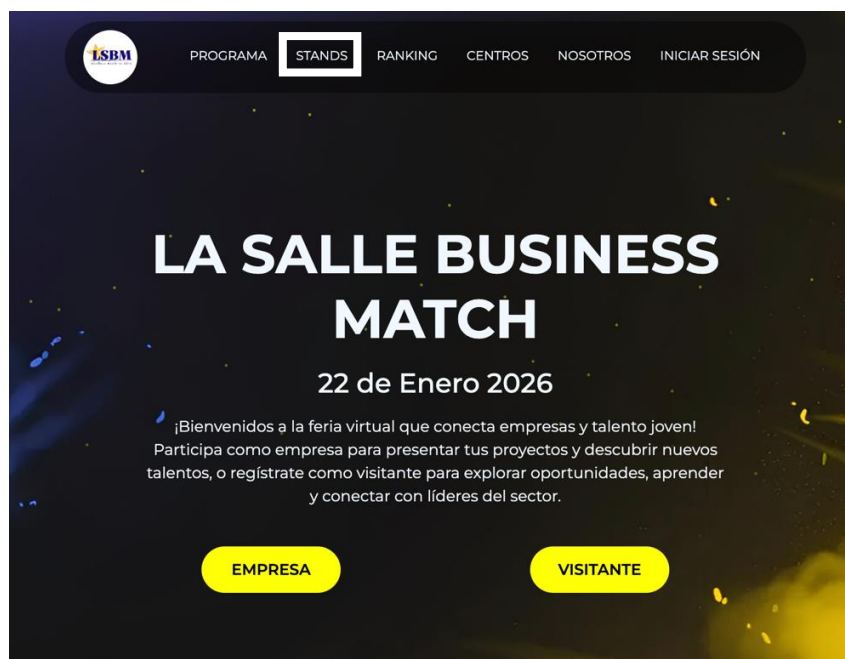 LSBM
PROGRAMA
STANDS
RANKING
CENTROS
NOSOTROS
INICIAR SESIÓN
LA SALLE BUSINESS
MATCH
22 de Enero 2026
¡Bienvenidos a la feria virtual que conecta empresas y talento joven!
Participa como empresa para presentar tus proyectos y descubrir nuevos
talentos, o regístrate como visitante para explorar oportunidades, aprender
y conectar con líderes del sector.
EMPRESA
VISITANTE